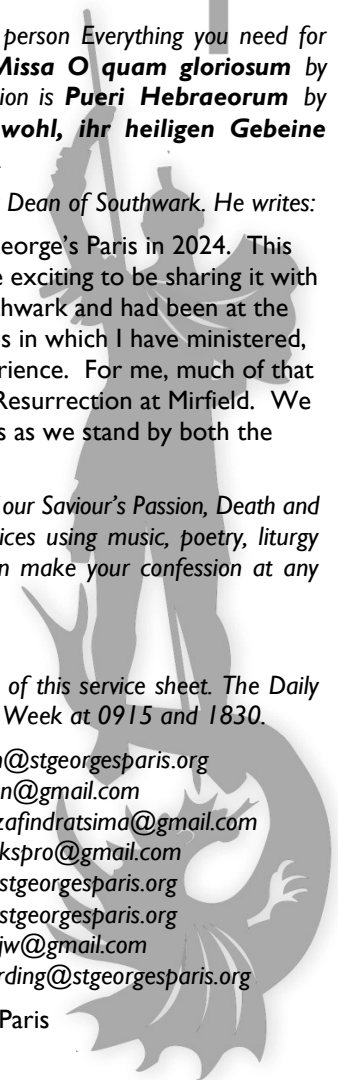 person Everything you need for
Missa O quam gloriosum by
ion is Pueri Hebraeorum by
wohl, ihr heiligen Gebeine
Dean of Southwark. He writes:
eorge's Paris in 2024. This
e exciting to be sharing it with
thwark and had been at the
s in which I have ministered,
rience. For me, much of that
Resurrection at Mirfield. We
s as we stand by both the
our Saviour's Passion, Death and
ices using music, poetry, liturgy
n make your confession at any
of this service sheet. The Daily
Week at 0915 and 1830.
n@stgeorgesparis.org
n@gmail.com
zafindratsima@gmail.com
kspro@gmail.com
stgeorgesparis.org
stgeorgesparis.org
jw@gmail.com
rding@stgeorgesparis.org
Paris